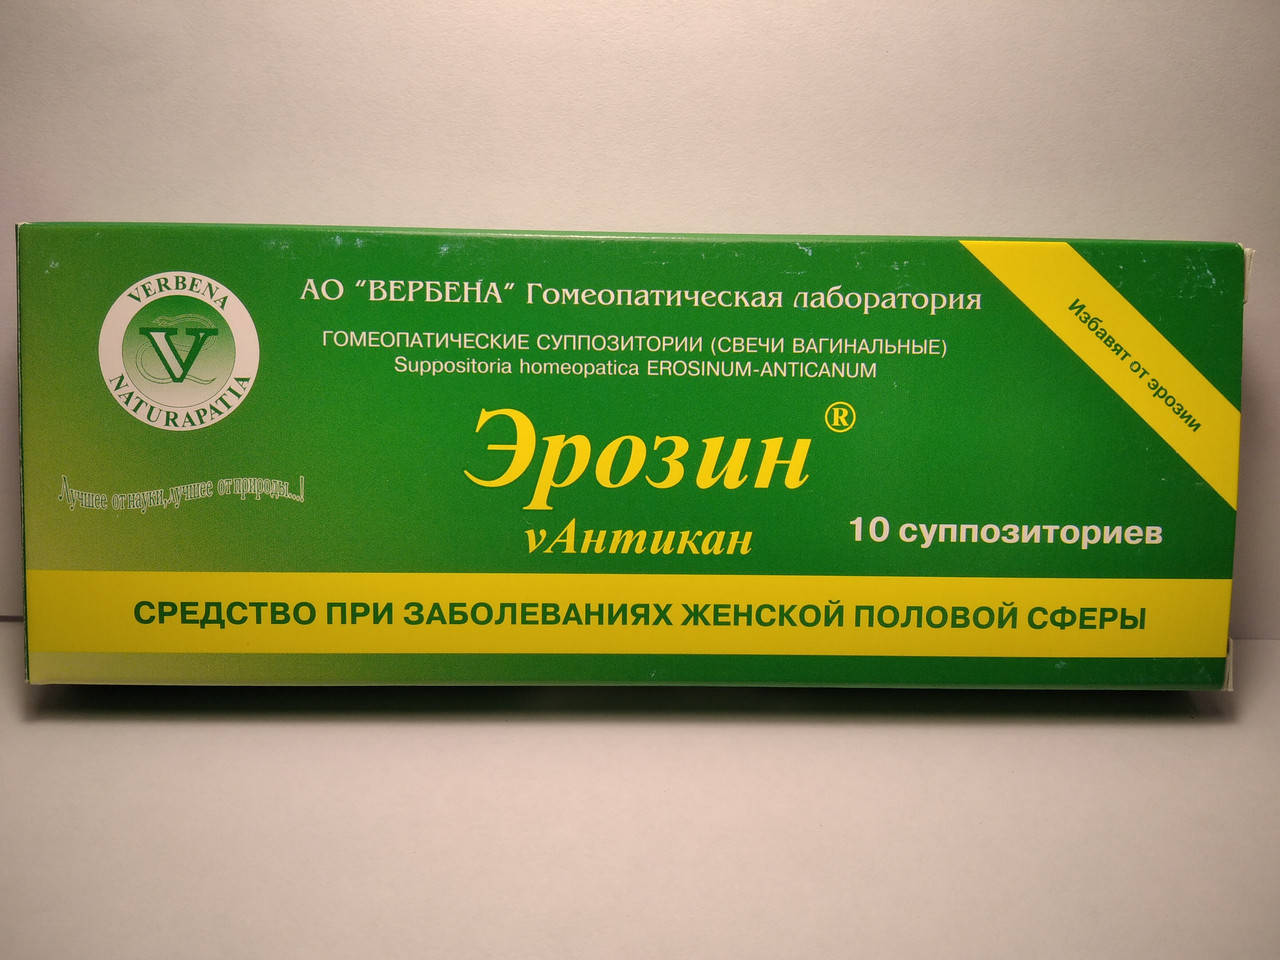 VERBENA
V
NATURAPATIA
АО "ВЕРБЕНА" Гомеопатическая лаборатория
ГОМЕОПАТИЧЕСКИЕ СУППОЗИТОРИИ (СВЕЧИ ВАГИНАЛЬНЫЕ)
Suppositoria homeopatica EROSINUM-ANTICANUM
Избавят от эрозии
Эрозин®
vАнтикан
Лучшее от науки, лучшее от природы...!
10 суппозиториев
СРЕДСТВО ПРИ ЗАБОЛЕВАНИЯХ ЖЕНСКОЙ ПОЛОВОЙ СФЕРЫ